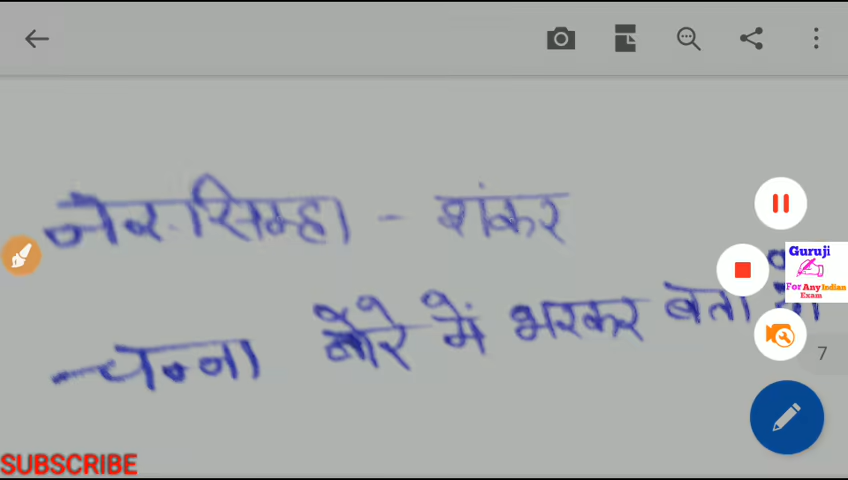 7
नेर.सिम्हा - शंकर
चन्ना बोरे में भरकर बेता
Guruji
For Any Indian
Exam
SUBSCRIBE